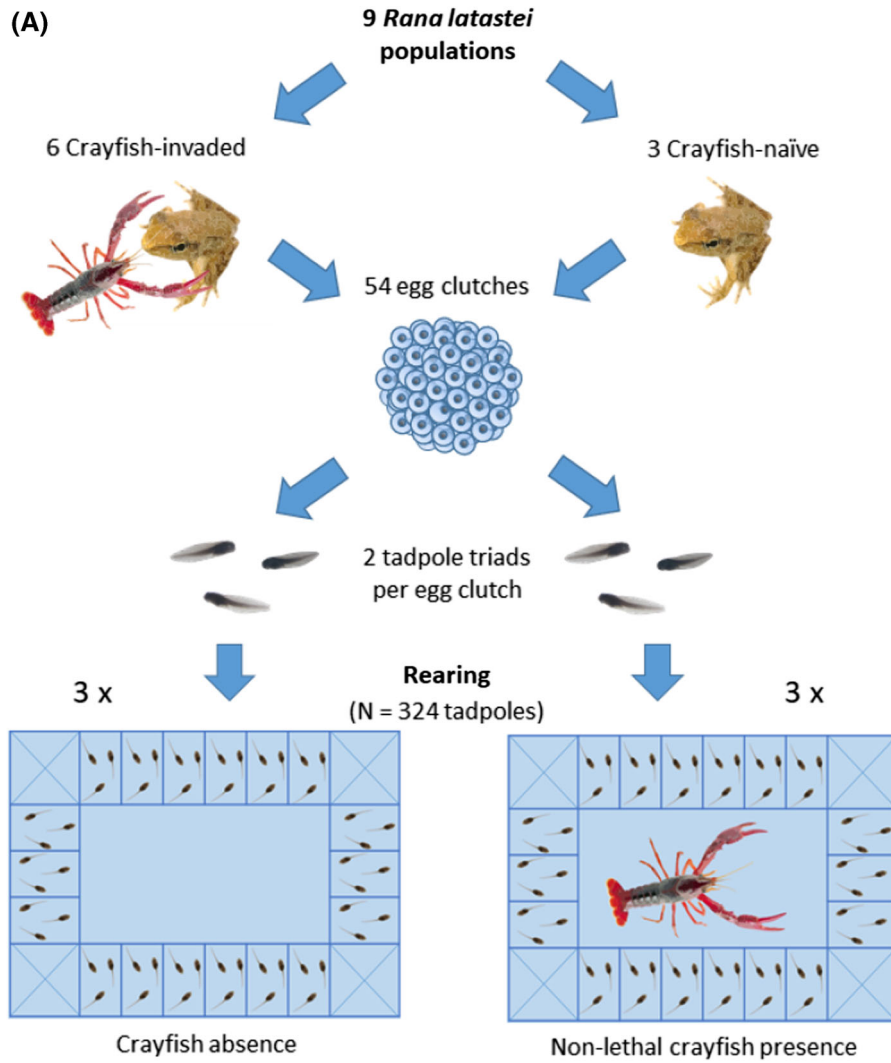 (A)
9 Rana latastei
populations
6 Crayfish-invaded
3 Crayfish-naïve
54 egg clutches
2 tadpole triads
per egg clutch
Rearing
(N = 324 tadpoles)
3 x
3 x
Crayfish absence
Non-lethal crayfish presence